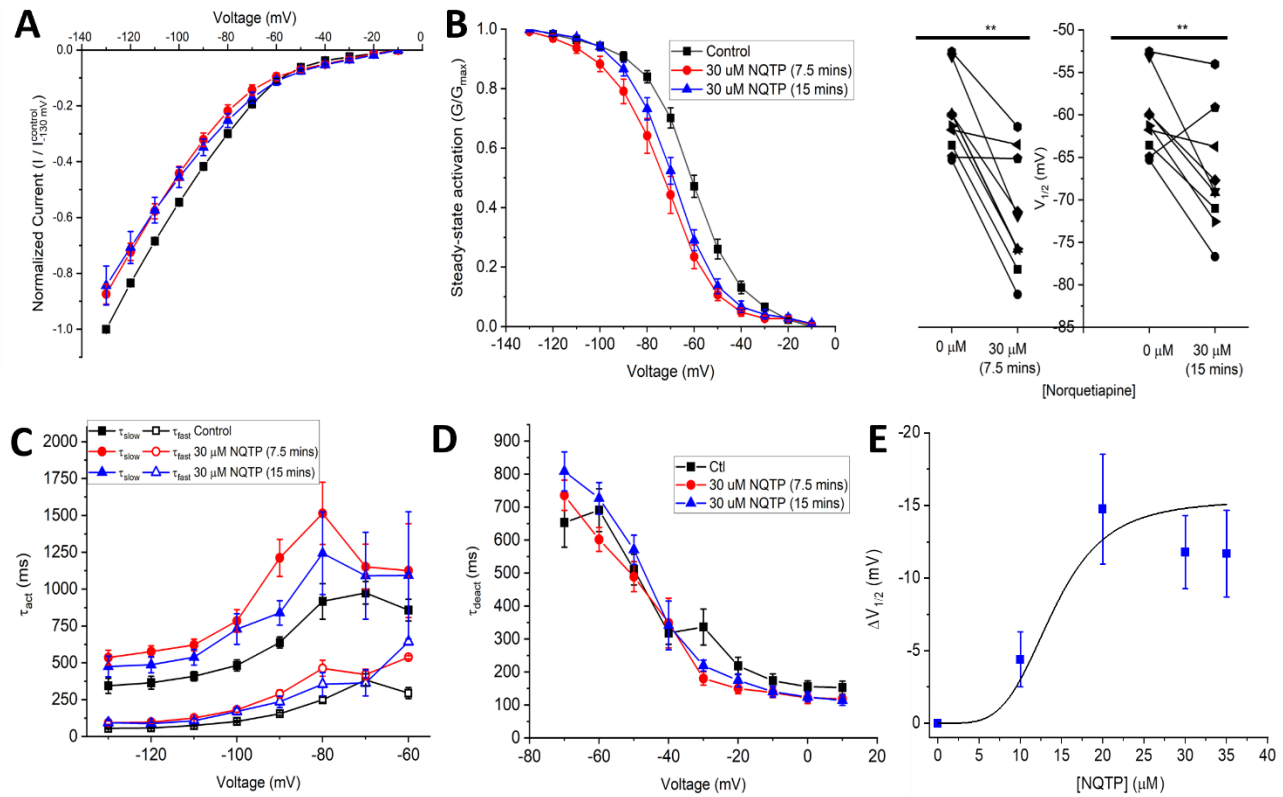 A
Voltage (mV)
-140 -120 -100 -80 -60 -40 -20 0
0.0
-0.2
-0.4
-0.6
-0.8
-1.0
Normalized Current (I / I control -130 mV)
B
Control
30 uM NQTP (7.5 mins)
30 uM NQTP (15 mins)
1.0
0.8
0.6
0.4
0.2
0.0
Steady-state activation (G/Gmax)
-140 -120 -100 -80 -60 -40 -20 0
Voltage (mV)
** **
-50
-55
-60
-65
-70
-75
-80
-85
V1/2 (mV)
0 μM 30 μM 0 μM 30 μM
(7.5 mins) (15 mins)
[Norquetiapine]
C
τslow τfast Control
τslow τfast 30 μM NQTP (7.5 mins)
τslow τfast 30 μM NQTP (15 mins)
2000
1750
1500
1250
1000
750
500
250
0
τact (ms)
-120 -100 -80 -60
Voltage (mV)
D
Ctl
30 uM NQTP (7.5 mins)
30 uM NQTP (15 mins)
900
800
700
600
500
400
300
200
100
0
τdeact (ms)
-80 -60 -40 -20 0 20
Voltage (mV)
E
-20
-15
-10
-5
0
ΔV1/2 (mV)
0 5 10 15 20 25 30 35 40
[NQTP] (μM)